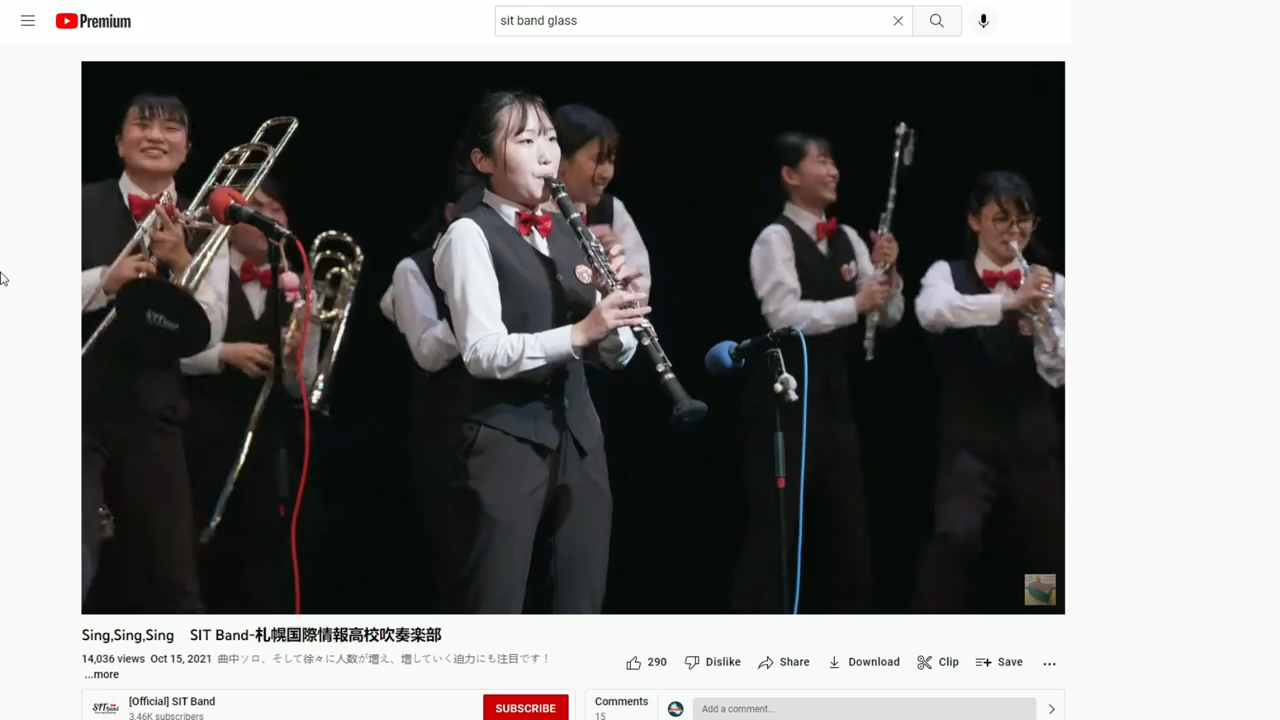 Premium
sit band glass
Sing,Sing,Sing SIT Band-札幌国際情報高校吹奏楽部
14,036 views Oct 15, 2021 曲中ソロ、そして徐々に人数が増え、増していく迫力にも注目です！
...more
290 Dislike Share Download Clip Save
[Official] SIT Band
3.46K subscribers
SUBSCRIBE
Comments
15
Add a comment...